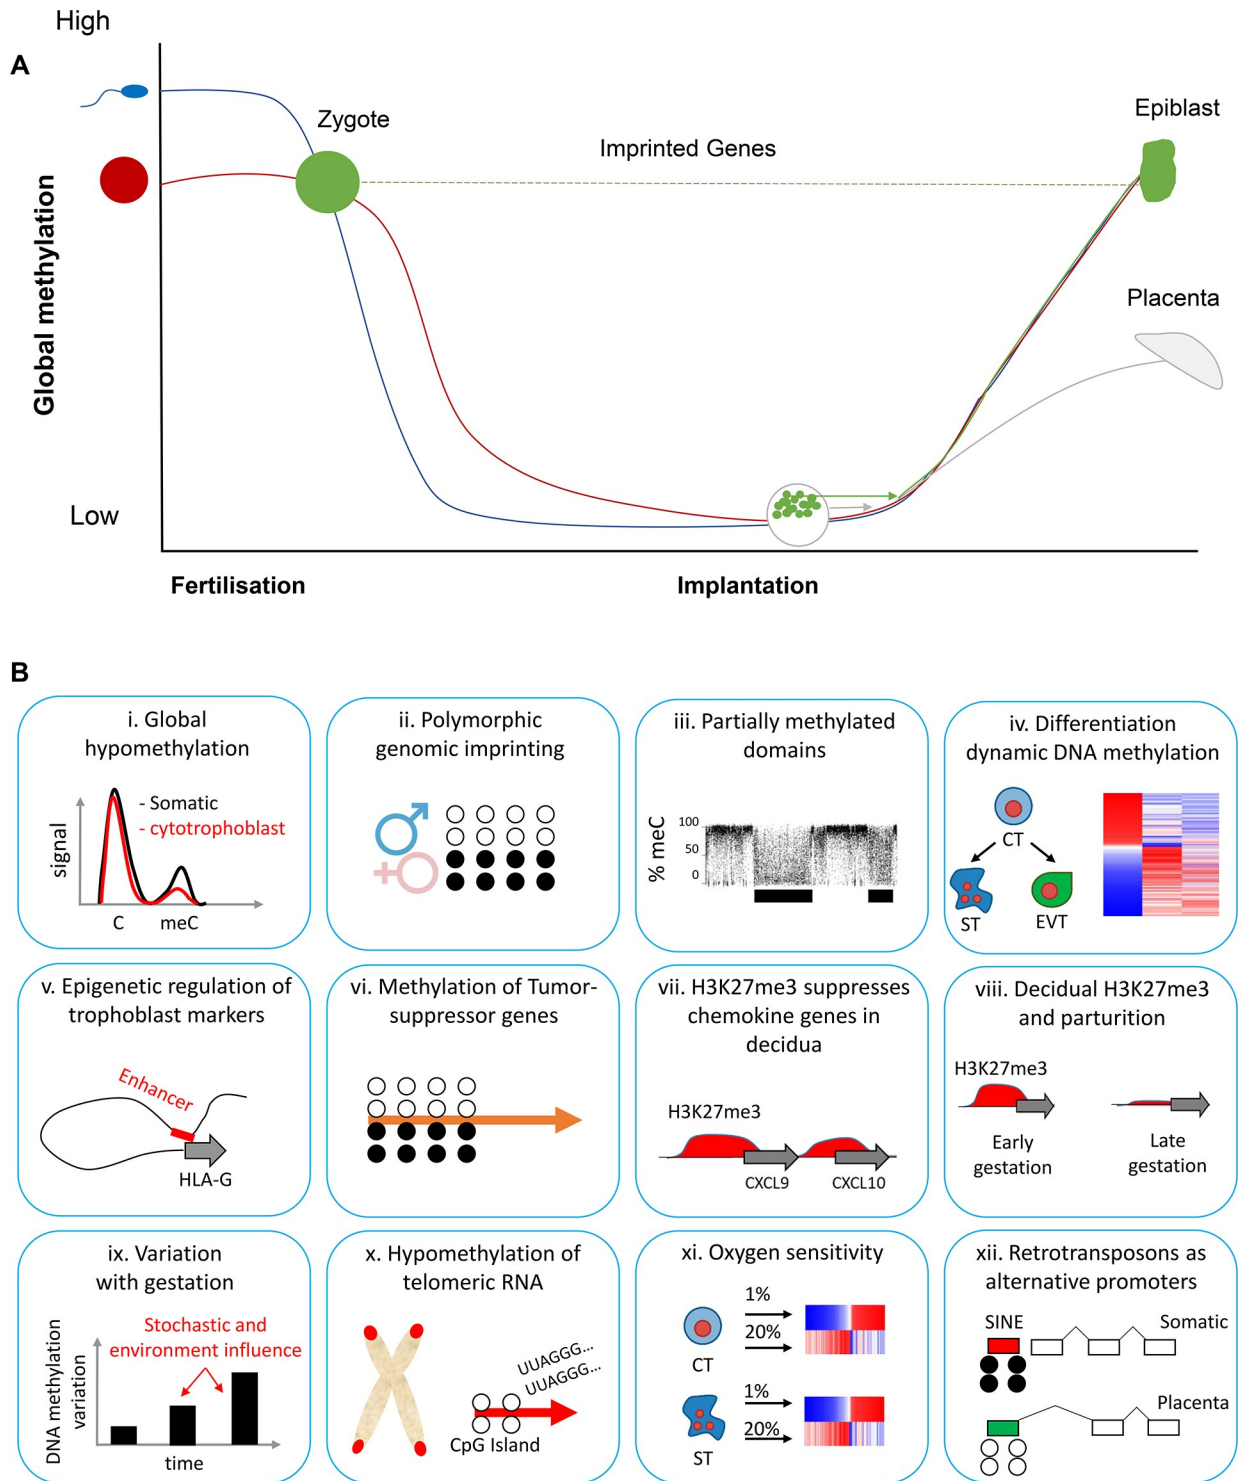 High
A
Zygote
Epiblast
Imprinted Genes
Global methylation
Placenta
Low
Fertilisation
Implantation
B
i. Global
hypomethylation
- Somatic
- cytotrophoblast
signal
C
meC
ii. Polymorphic
genomic imprinting
iii. Partially methylated
domains
% meC
100
50
0
iv. Differentiation
dynamic DNA methylation
CT
ST
EVT
v. Epigenetic regulation of
trophoblast markers
Enhancer
HLA-G
vi. Methylation of Tumor-
suppressor genes
vii. H3K27me3 suppresses
chemokine genes in
decidua
H3K27me3
CXCL9
CXCL10
viii. Decidual H3K27me3
and parturition
H3K27me3
Early
gestation
Late
gestation
ix. Variation
with gestation
Stochastic and
environment influence
DNA methylation
variation
time
x. Hypomethylation of
telomeric RNA
UUAGGG...
UUAGGG...
CpG Island
xi. Oxygen sensitivity
1%
20%
CT
1%
20%
ST
xii. Retrotransposons as
alternative promoters
SINE
Somatic
Placenta